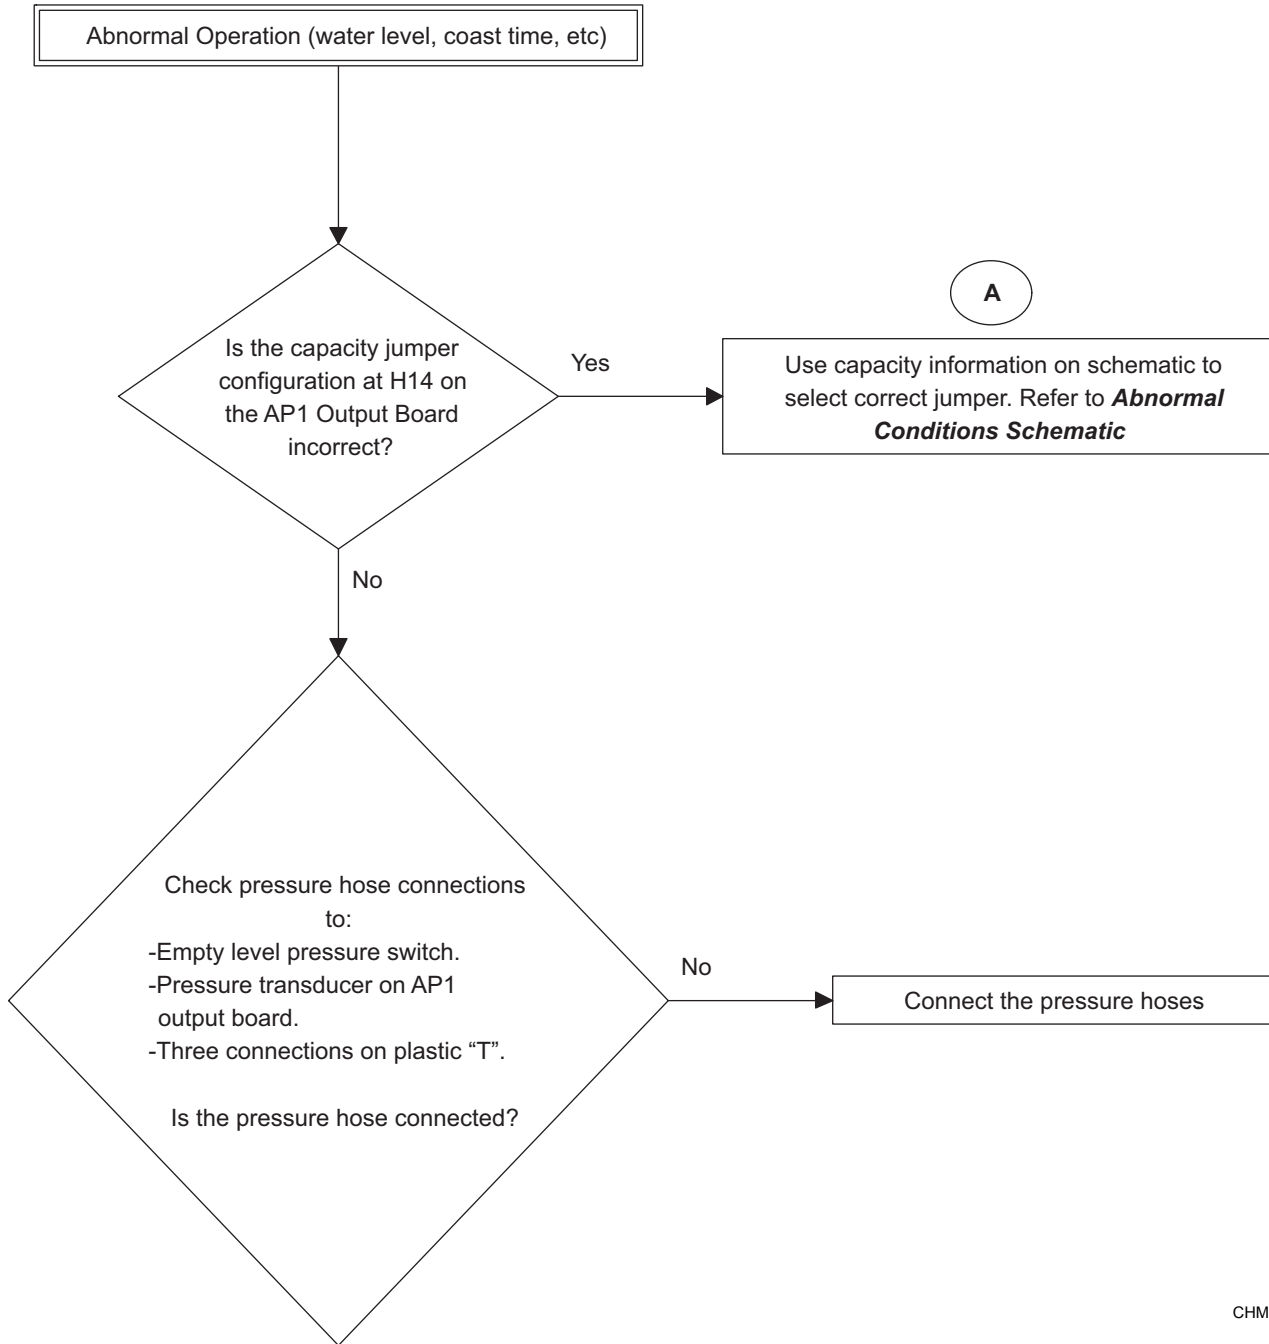 Abnormal Operation (water level, coast time, etc)
Is the capacity jumper
configuration at H14 on
the AP1 Output Board
incorrect?
Yes
A
Use capacity information on schematic to
select correct jumper. Refer to Abnormal
Conditions Schematic
No
Check pressure hose connections
to:
-Empty level pressure switch.
-Pressure transducer on AP1
output board.
-Three connections on plastic “T”.
Is the pressure hose connected?
No
Connect the pressure hoses
CHM